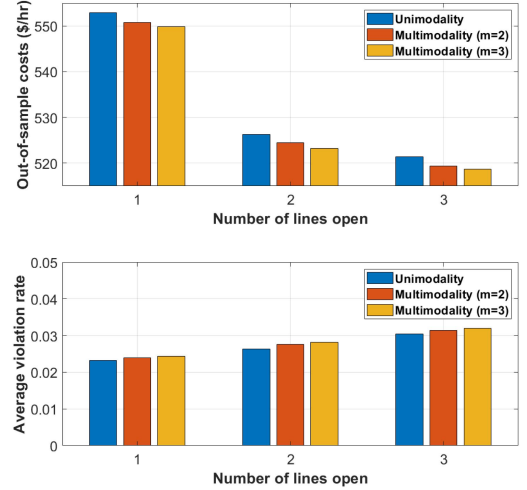 Out-of-sample costs ($/hr)
550
540
530
520
Unimodality
Multimodality (m=2)
Multimodality (m=3)
1
2
3
Number of lines open
Average violation rate
0.05
0.04
0.03
0.02
0.01
0
Unimodality
Multimodality (m=2)
Multimodality (m=3)
1
2
3
Number of lines open